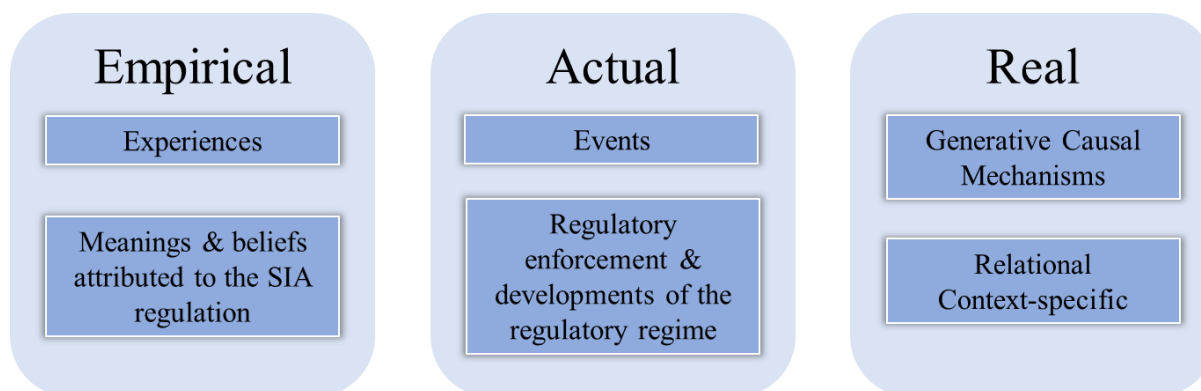 Empirical
Experiences
Meanings & beliefs
attributed to the SIA
regulation
Actual
Events
Regulatory
enforcement &
developments of the
regulatory regime
Real
Generative Causal
Mechanisms
Relational
Context-specific